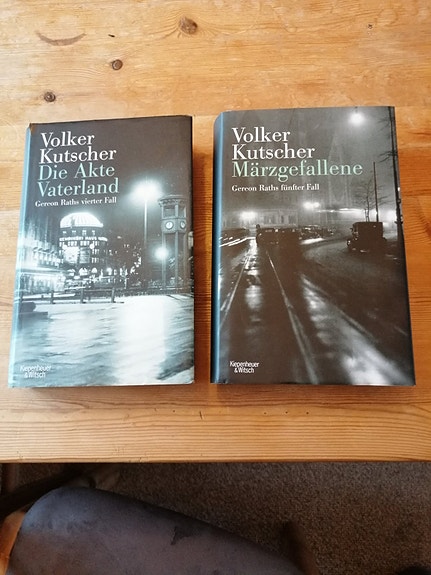 Volker
Kutscher
Die Akte
Vaterland
Gereon Raths vierter Fall
Kiepenheuer
&Witsch
Volker
Kutscher
Märzgefallene
Gereon Raths fünfter Fall
Kiepenheuer
&Witsch